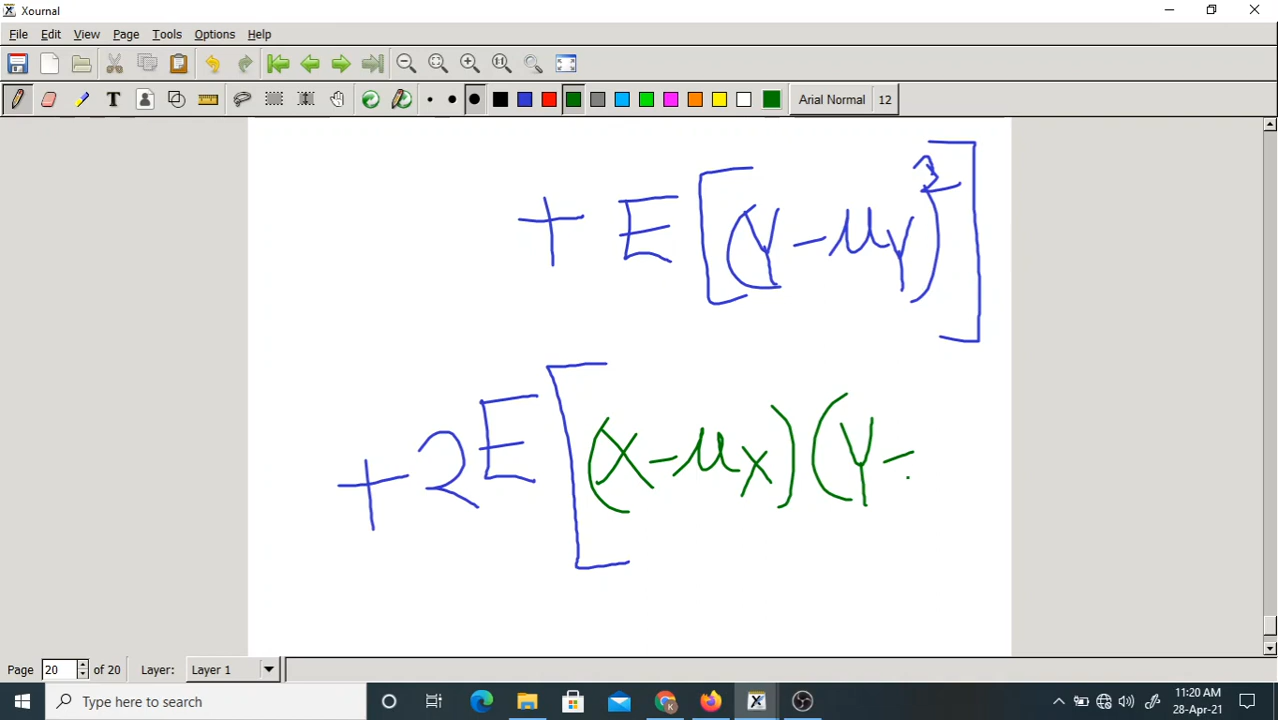 Xournal
File Edit View Page Tools Options Help
Arial Normal 12
+ E[(Y-μy)²]
+2E[(X-μx)(Y-
Page 20 of 20 Layer: Layer 1
Type here to search
11:20 AM
28-Apr-21